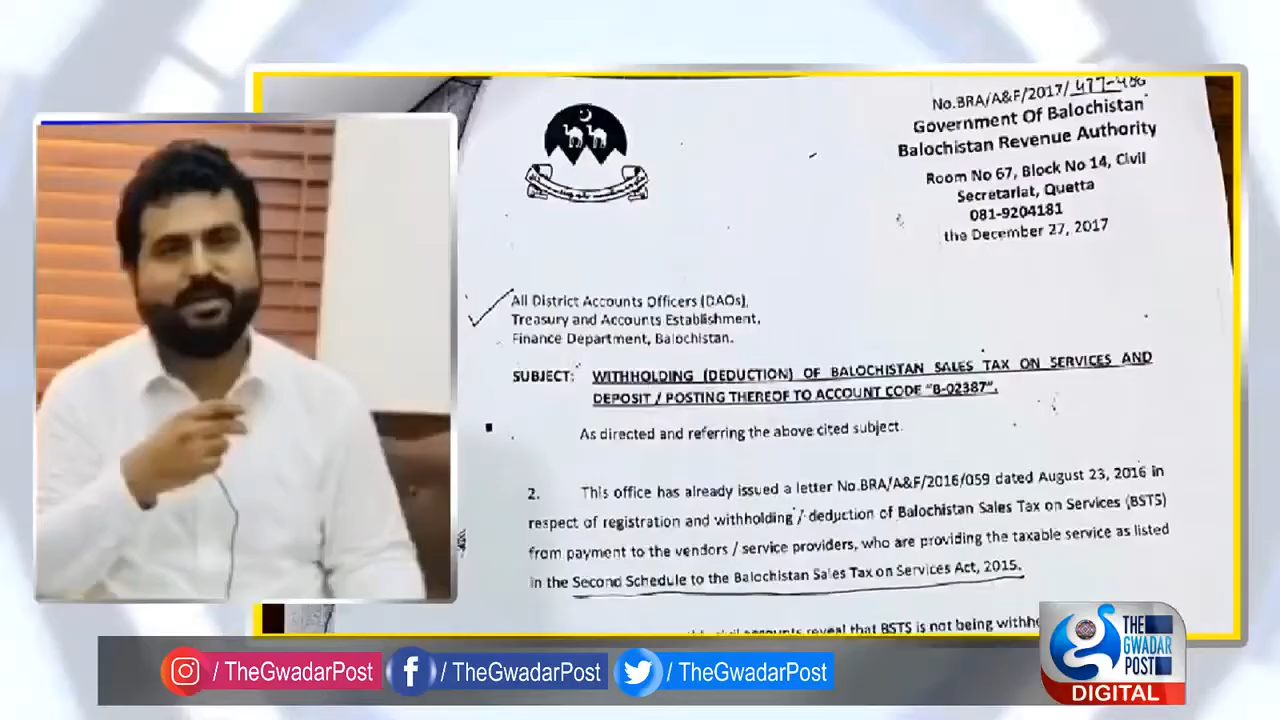 No.BRA/A&F/2017/477-486
Government Of Balochistan
Balochistan Revenue Authority
Room No 67, Block No 14, Civil
Secretariat, Quetta
081-9204181
the December 27, 2017
All District Accounts Officers (DAOs),
Treasury and Accounts Establishment,
Finance Department, Balochistan.
SUBJECT: WITHHOLDING (DEDUCTION) OF BALOCHISTAN SALES TAX ON SERVICES AND
DEPOSIT / POSTING THEREOF TO ACCOUNT CODE "B-02387".
As directed and referring the above cited subject.
2. This office has already issued a letter No.BRA/A&F/2016/059 dated August 23, 2016 in
respect of registration and withholding / deduction of Balochistan Sales Tax on Services (BSTS)
from payment to the vendors / service providers, who are providing the taxable service as listed
in the Second Schedule to the Balochistan Sales Tax on Services Act, 2015.
accounts reveal that BSTS is not being
/ TheGwadarPost
f / TheGwadarPost
/ TheGwadarPost
THE
GWADAR
POST
DIGITAL